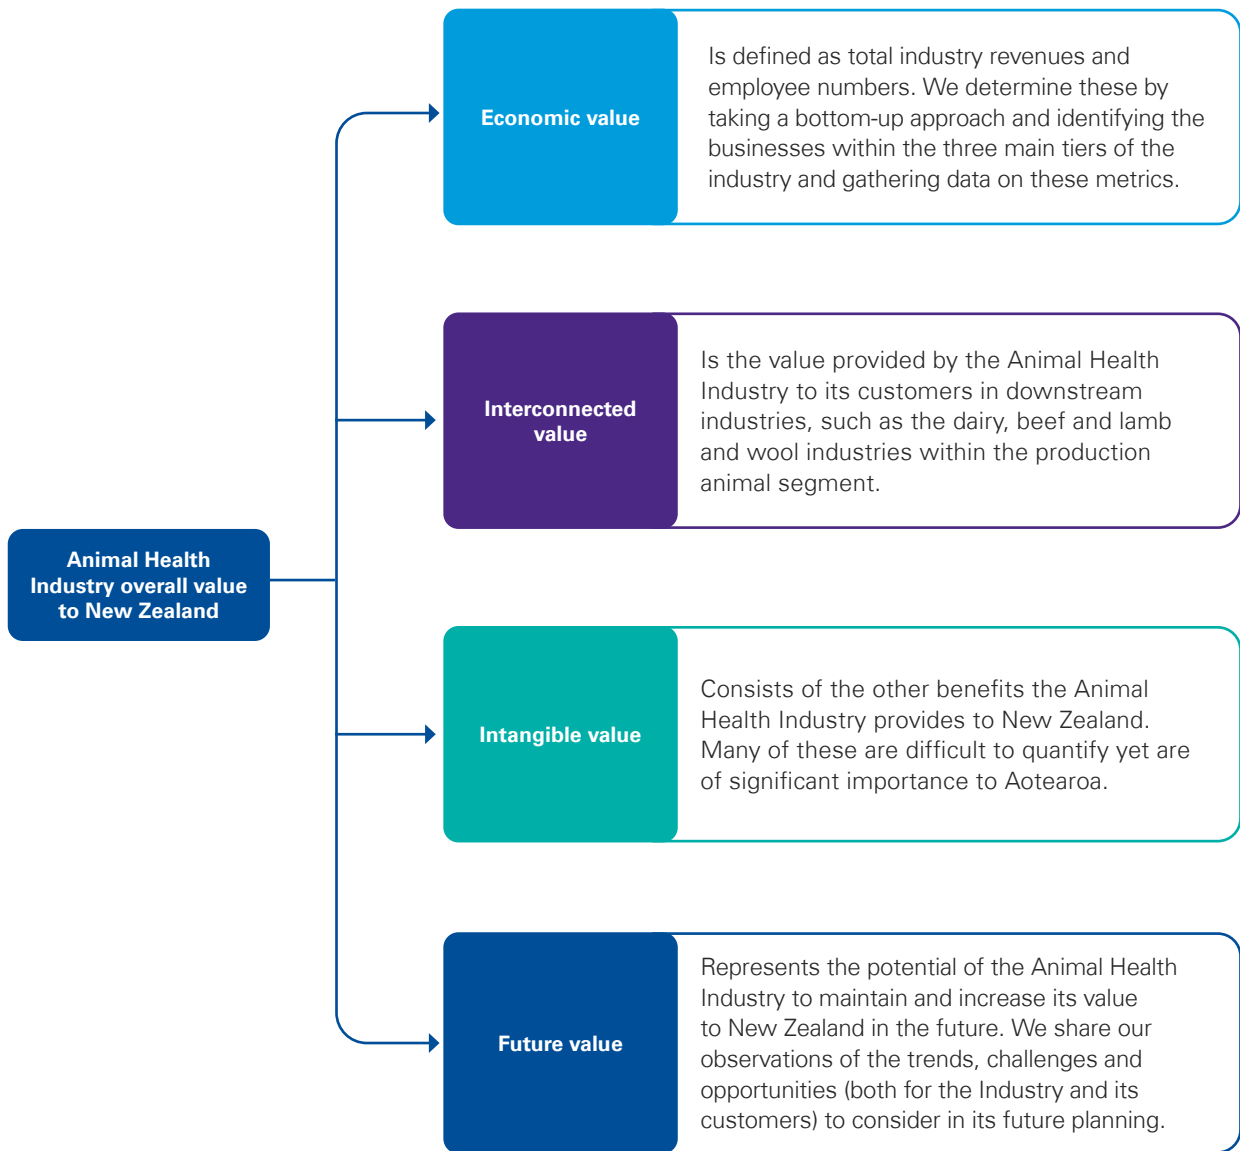 Economic value
Is defined as total industry revenues and
employee numbers. We determine these by
taking a bottom-up approach and identifying the
businesses within the three main tiers of the
industry and gathering data on these metrics.
Interconnected
value
Is the value provided by the Animal Health
Industry to its customers in downstream
industries, such as the dairy, beef and lamb
and wool industries within the production
animal segment.
Animal Health
Industry overall value
to New Zealand
Intangible value
Consists of the other benefits the Animal
Health Industry provides to New Zealand.
Many of these are difficult to quantify yet are
of significant importance to Aotearoa.
Future value
Represents the potential of the Animal Health
Industry to maintain and increase its value
to New Zealand in the future. We share our
observations of the trends, challenges and
opportunities (both for the Industry and its
customers) to consider in its future planning.